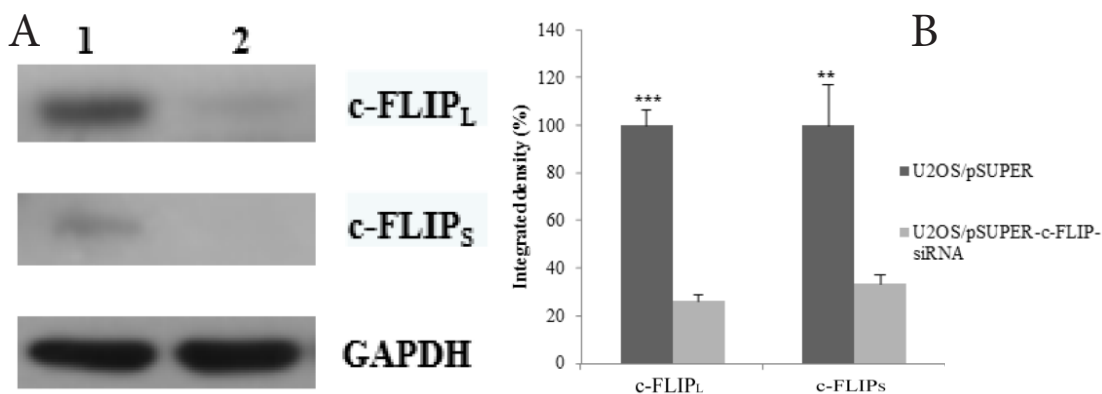 A
1 2
c-FLIPL
c-FLIPS
GAPDH
B
Integrated density (%)
140
120
100
80
60
40
20
0
***
**
c-FLIPL
c-FLIPS
U2OS/pSUPER
U2OS/pSUPER-c-FLIP-
siRNA